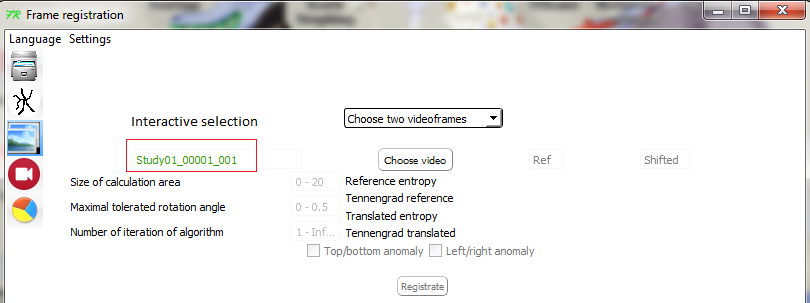 Frame registration
Language Settings
Interactive selection
Choose two videoframes
Study01_00001_001
Choose video
Ref
Shifted
Size of calculation area
0 - 20
Reference entropy
Maximal tolerated rotation angle
0 - 0.5
Tennengrad reference
Translated entropy
Number of iteration of algorithm
1 - Inf...
Tennengrad translated
Top/bottom anomaly
Left/right anomaly
Registrate